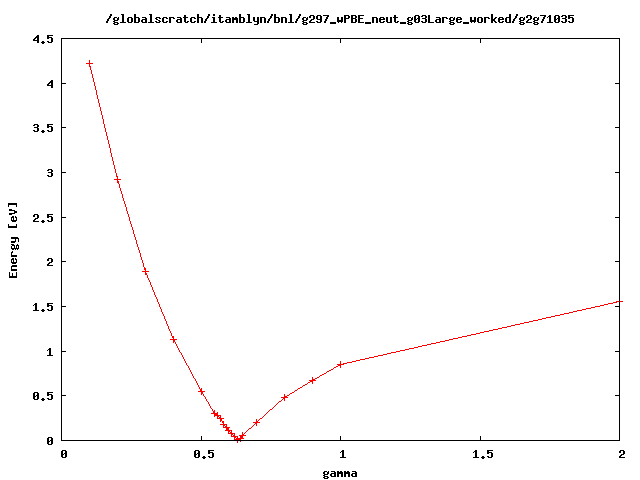 /globalscratch/itamblyn/bnl/g297_wPBE_neut_g03Large_worked/g2g71035
4.5
4
3.5
3
2.5
2
1.5
1
0.5
0
Energy [eV]
0 0.5 1 1.5 2
gamma